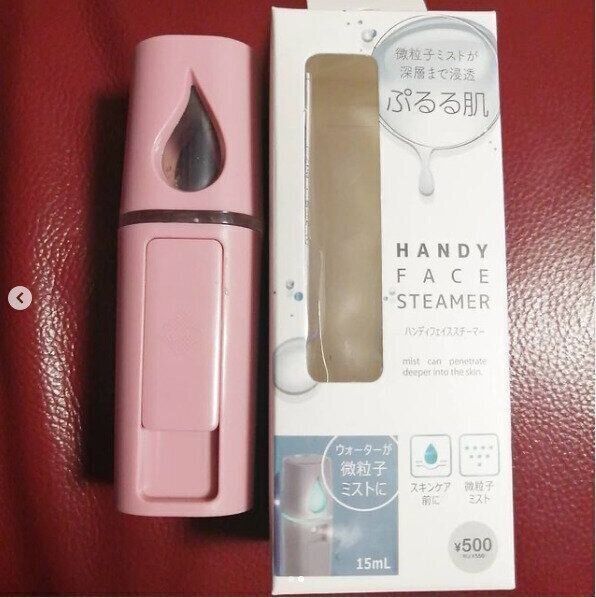 微粒子ミストが
深層まで浸透
ぷるる肌
HANDY
FACE
STEAMER
ハンディフェイススチーマー
mist can penetrate
deeper into the skin.
ウォーターが
微粒子
ミストに
15mL
スキンケア
前に
微粒子
ミスト
¥500